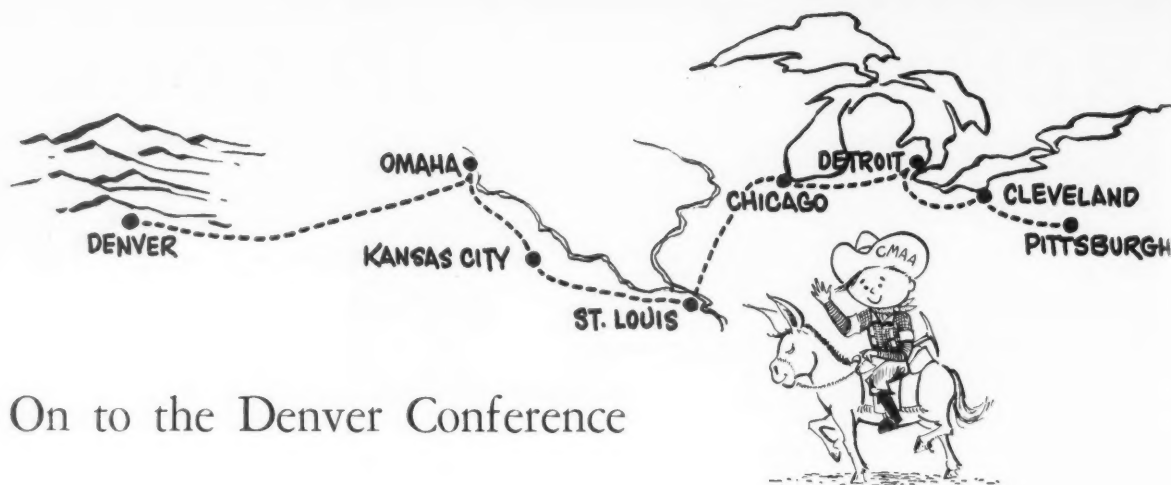 OMAHA
DETROIT
CHICAGO
CLEVELAND
DENVER
KANSAS CITY
PITTSBURGH
ST. LOUIS
CMAA
On to the Denver Conference